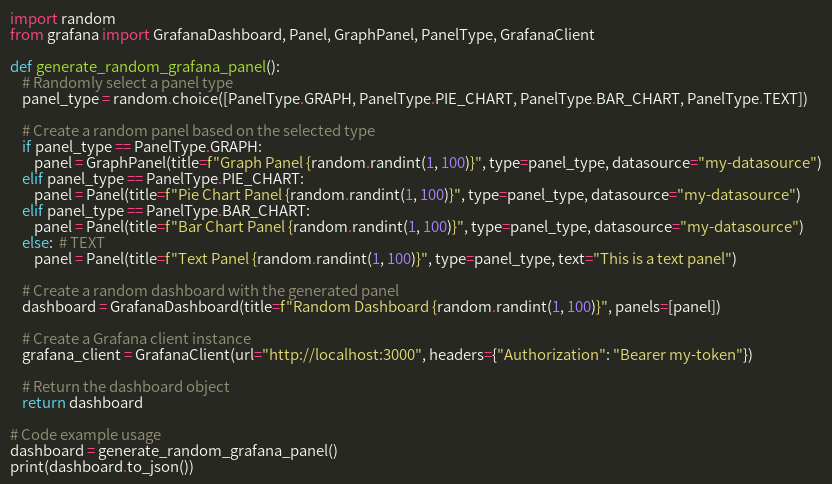 import random
from grafana import GrafanaDashboard, Panel, GraphPanel, PanelType, GrafanaClient

def generate_random_grafana_panel():
    # Randomly select a panel type
    panel_type = random.choice([PanelType.GRAPH, PanelType.PIE_CHART, PanelType.BAR_CHART, PanelType.TEXT])

    # Create a random panel based on the selected type
    if panel_type == PanelType.GRAPH:
        panel = GraphPanel(title=f"Graph Panel {random.randint(1, 100)}", type=panel_type, datasource="my-datasource")
    elif panel_type == PanelType.PIE_CHART:
        panel = Panel(title=f"Pie Chart Panel {random.randint(1, 100)}", type=panel_type, datasource="my-datasource")
    elif panel_type == PanelType.BAR_CHART:
        panel = Panel(title=f"Bar Chart Panel {random.randint(1, 100)}", type=panel_type, datasource="my-datasource")
    else:  # TEXT
        panel = Panel(title=f"Text Panel {random.randint(1, 100)}", type=panel_type, text="This is a text panel")

    # Create a random dashboard with the generated panel
    dashboard = GrafanaDashboard(title=f"Random Dashboard {random.randint(1, 100)}", panels=[panel])

    # Create a Grafana client instance
    grafana_client = GrafanaClient(url="http://localhost:3000", headers={"Authorization": "Bearer my-token"})

    # Return the dashboard object
    return dashboard

# Code example usage
dashboard = generate_random_grafana_panel()
print(dashboard.to_json())